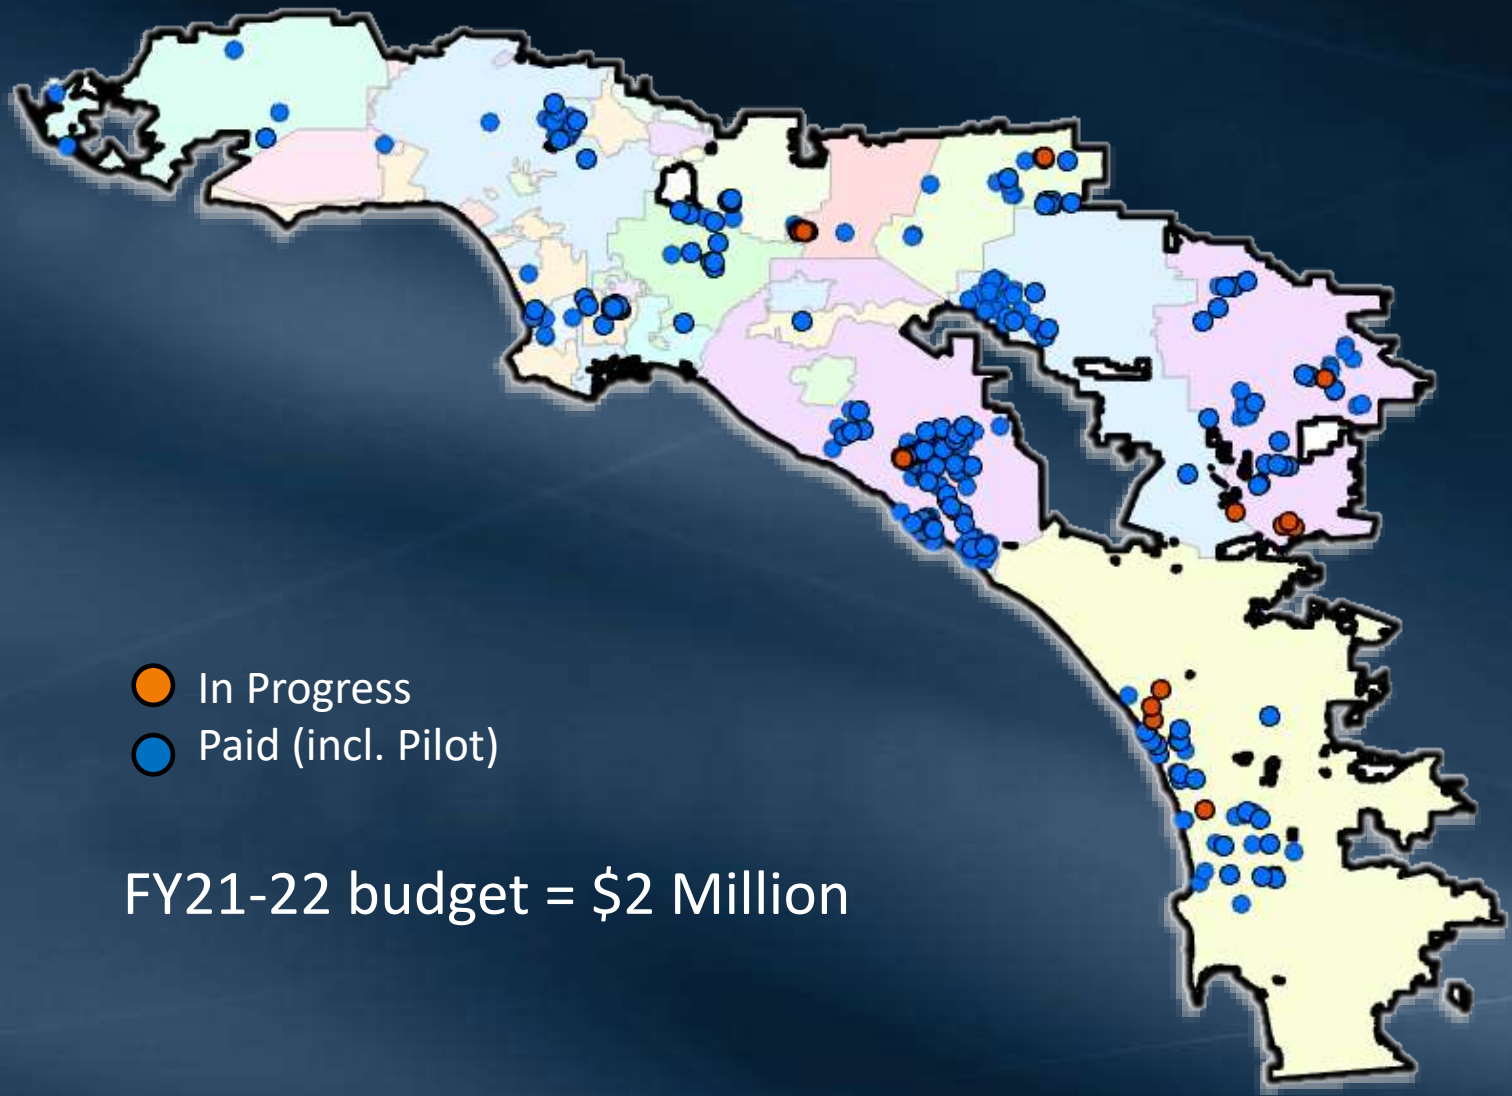 In Progress
Paid (incl. Pilot)
FY21-22 budget = $2 Million